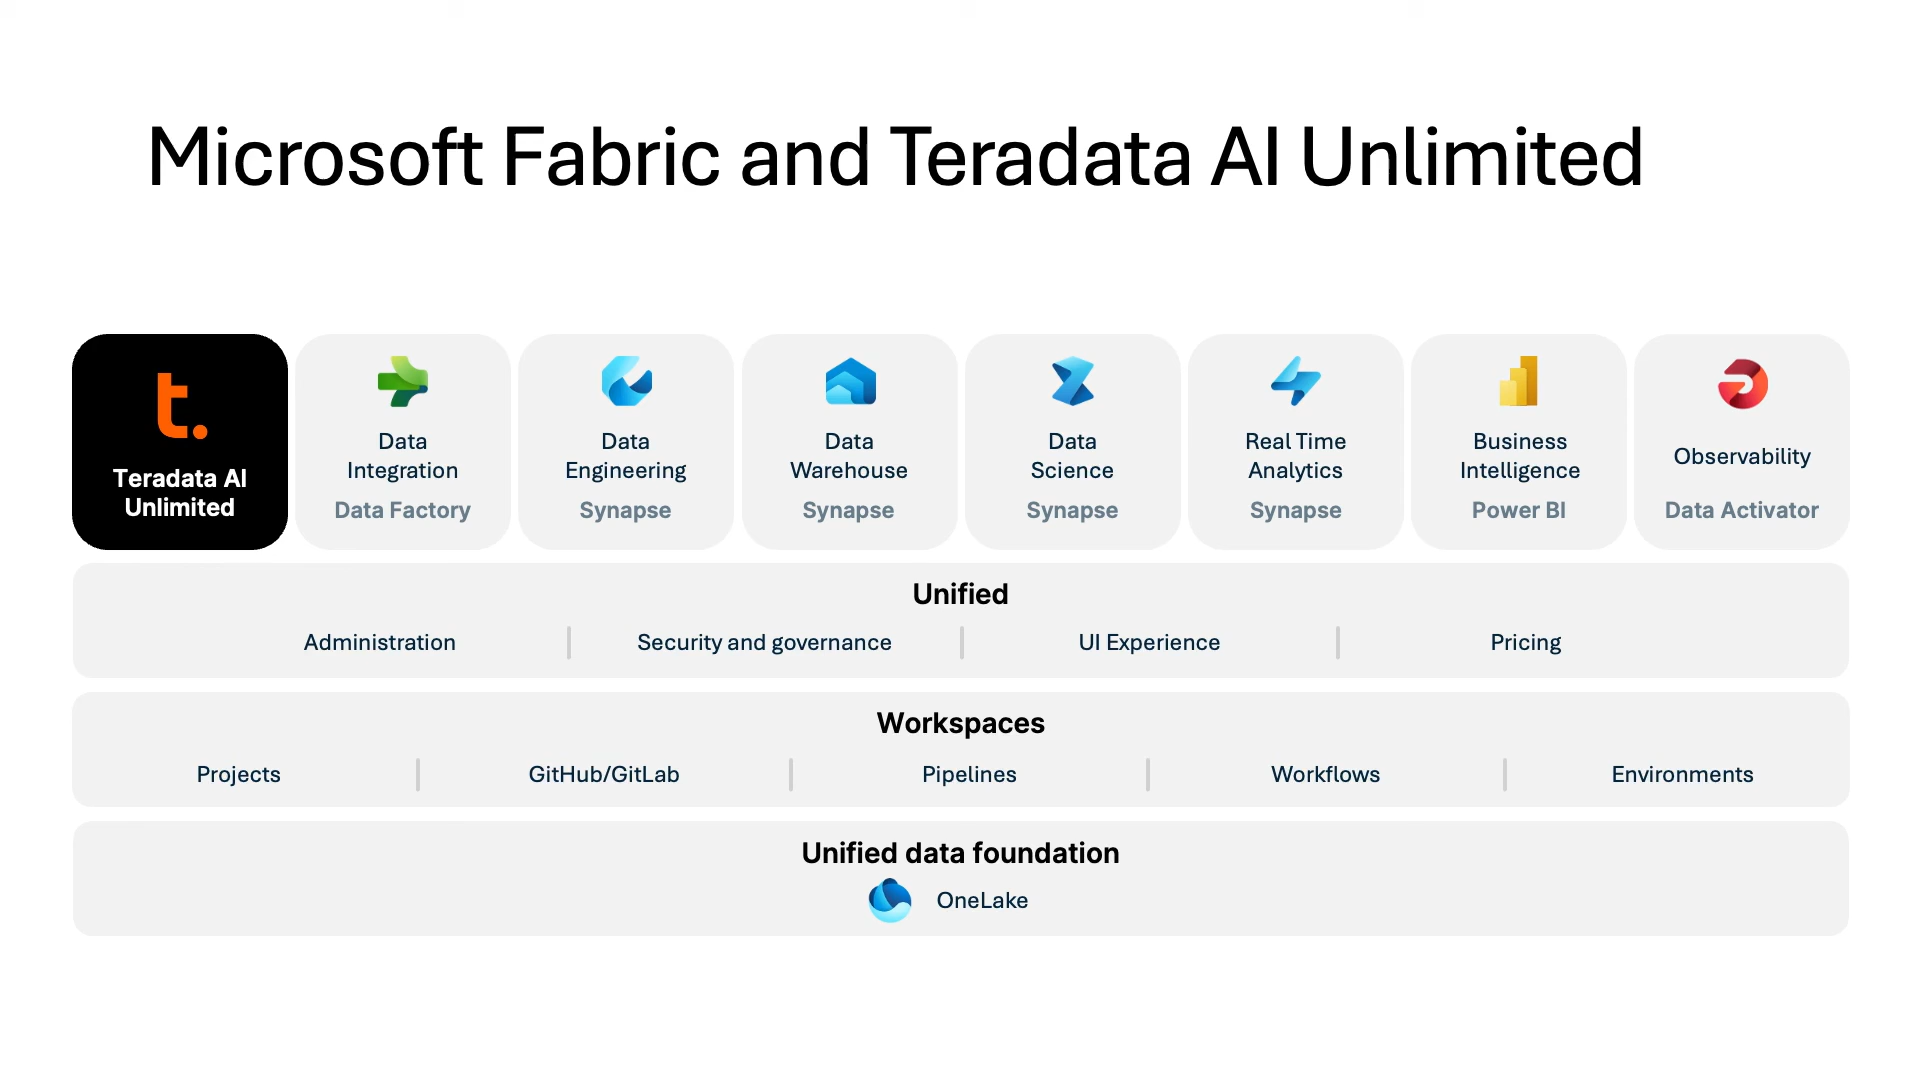 Microsoft Fabric and Teradata AI Unlimited
t.
Teradata AI
Unlimited
Data
Integration
Data Factory
Data
Engineering
Synapse
Data
Warehouse
Synapse
Data
Science
Synapse
Real Time
Analytics
Synapse
Business
Intelligence
Power BI
Observability
Data Activator
Unified
Administration
Security and governance
UI Experience
Pricing
Workspaces
Projects
GitHub/GitLab
Pipelines
Workflows
Environments
Unified data foundation
OneLake